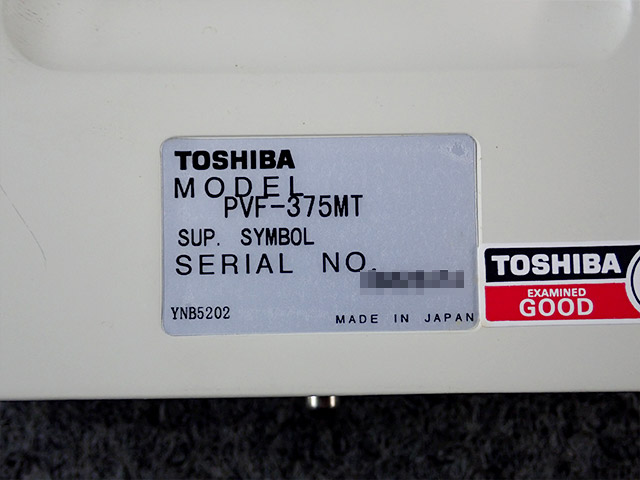 TOSHIBA
MODEL
PVF-375MT
SUP. SYMBOL
SERIAL NO.
YNB5202
MADE IN JAPAN
TOSHIBA
EXAMINED
GOOD